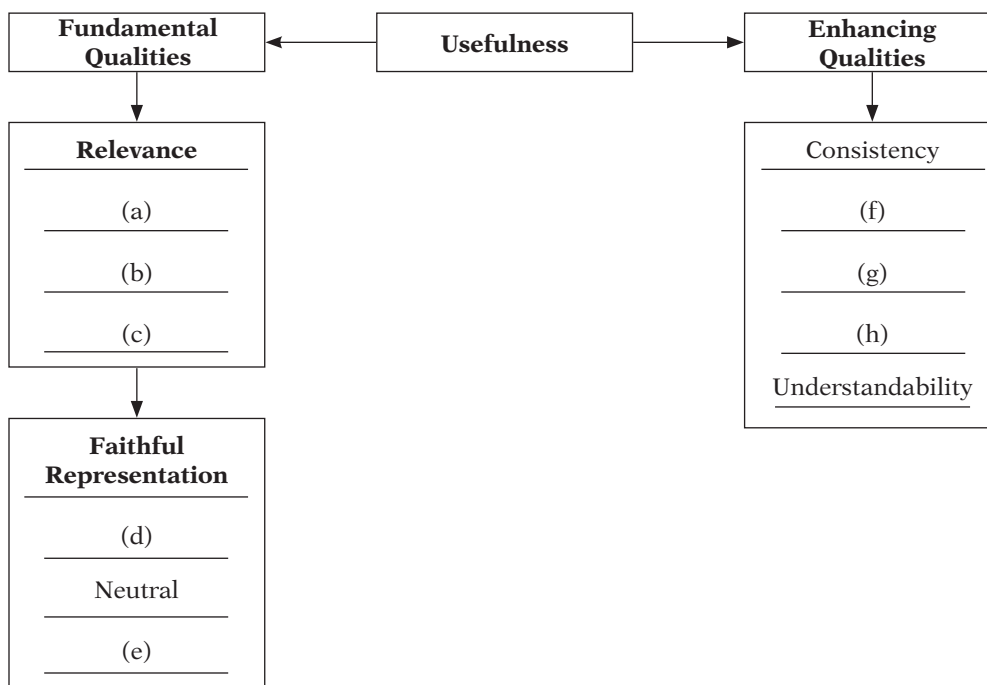 Fundamental
Qualities
Usefulness
Enhancing
Qualities
Relevance
(a)
(b)
(c)
Faithful
Representation
(d)
Neutral
(e)
Consistency
(f)
(g)
(h)
Understandability